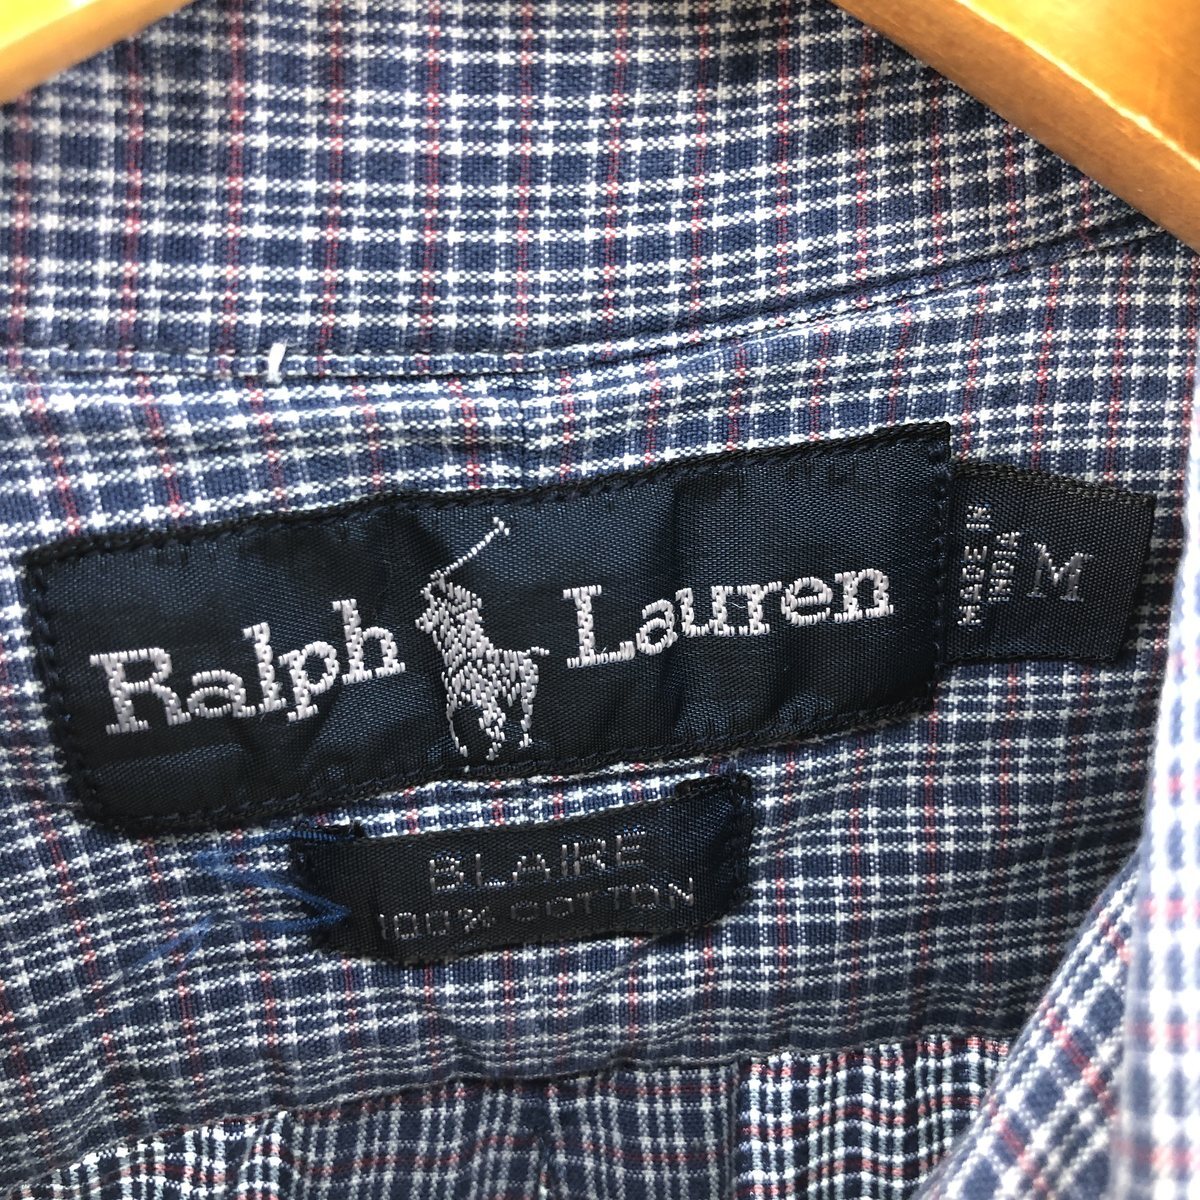 Ralph Lauren
MADE IN
INDIA
M
BLAIRE
100% COTTON